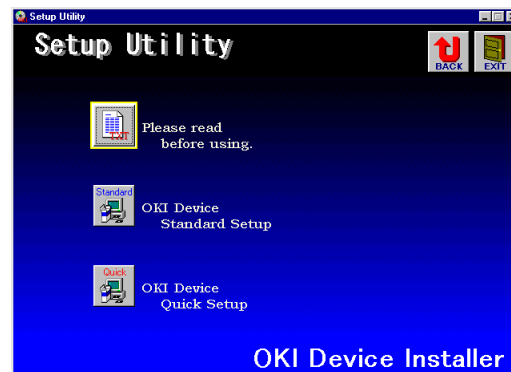 Setup Utility
Setup Utility
BACK
EXIT
TXT
Please read
before using.
Standard
OKI Device
Standard Setup
Quick
OKI Device
Quick Setup
OKI Device Installer